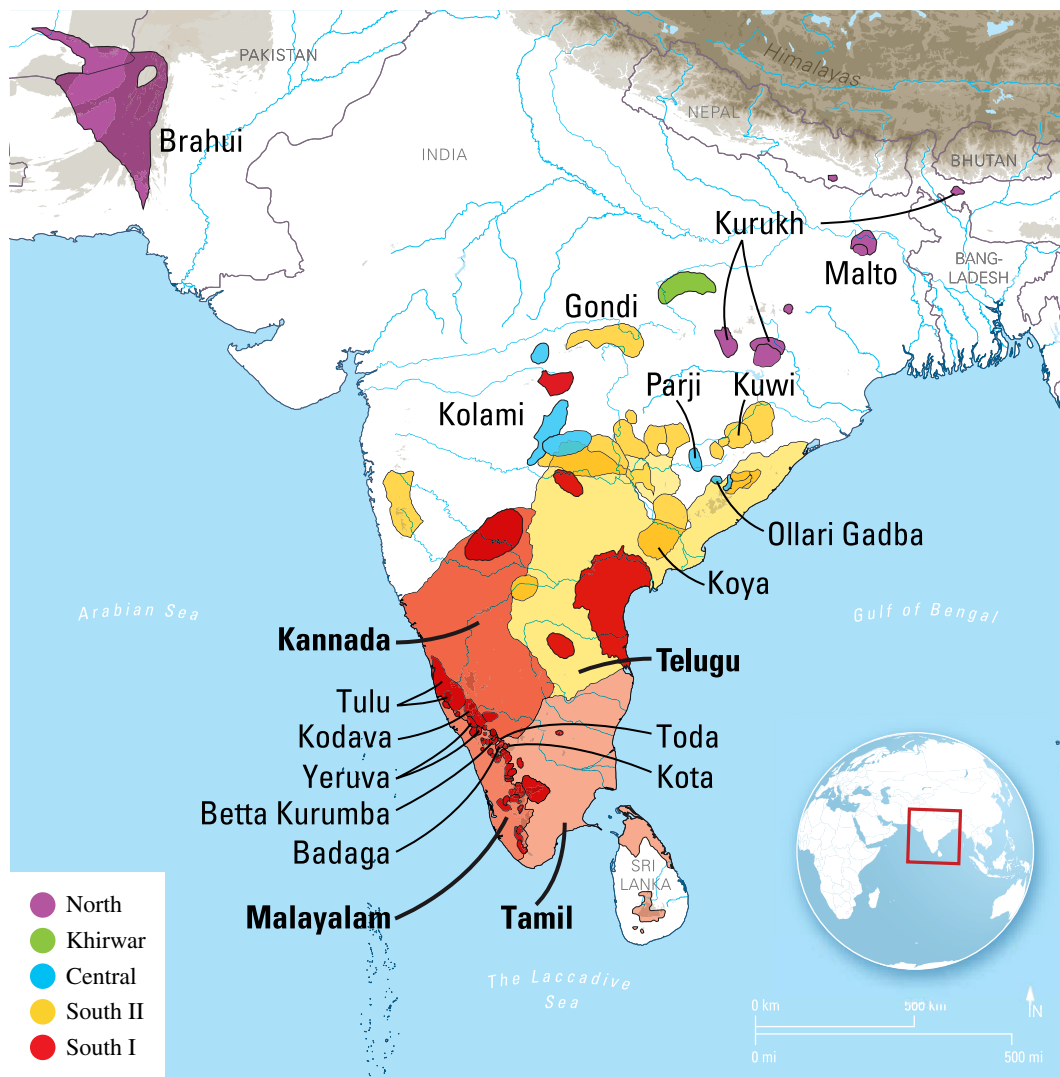 PAKISTAN
Himalayas
NEPAL
Brahui
INDIA
BHUTAN
Kurukh
BANG-
LADESH
Malto
Gondi
Parji
Kuwi
Kolami
Ollari Gadba
Koya
Arabian Sea
Gulf of Bengal
Kannada
Telugu
Tulu
Kodava
Toda
Yeruva
Kota
Betta Kurumba
Badaga
SRI
LANKA
Malayalam
Tamil
North
Khirwar
Central
South II
South I
The Laccadive
Sea
0 km
500 km
N
0 mi
500 mi